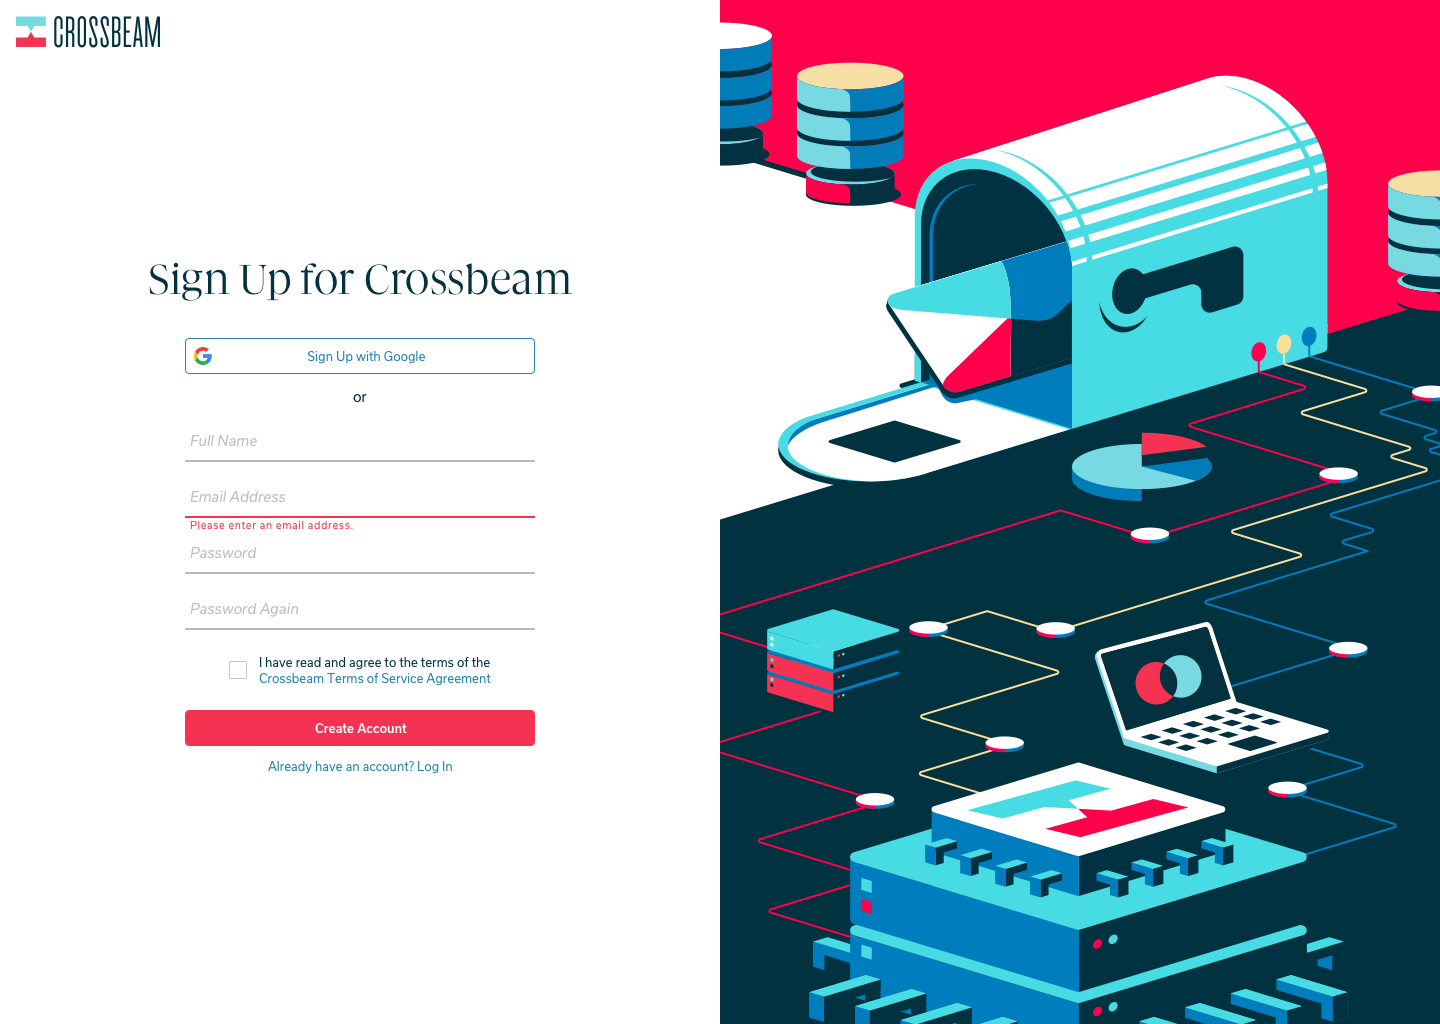 CROSSBEAM
Sign Up for Crossbeam
Sign Up with Google
or
Full Name
Email Address
Please enter an email address.
Password
Password Again
I have read and agree to the terms of the
Crossbeam Terms of Service Agreement
Create Account
Already have an account? Log In